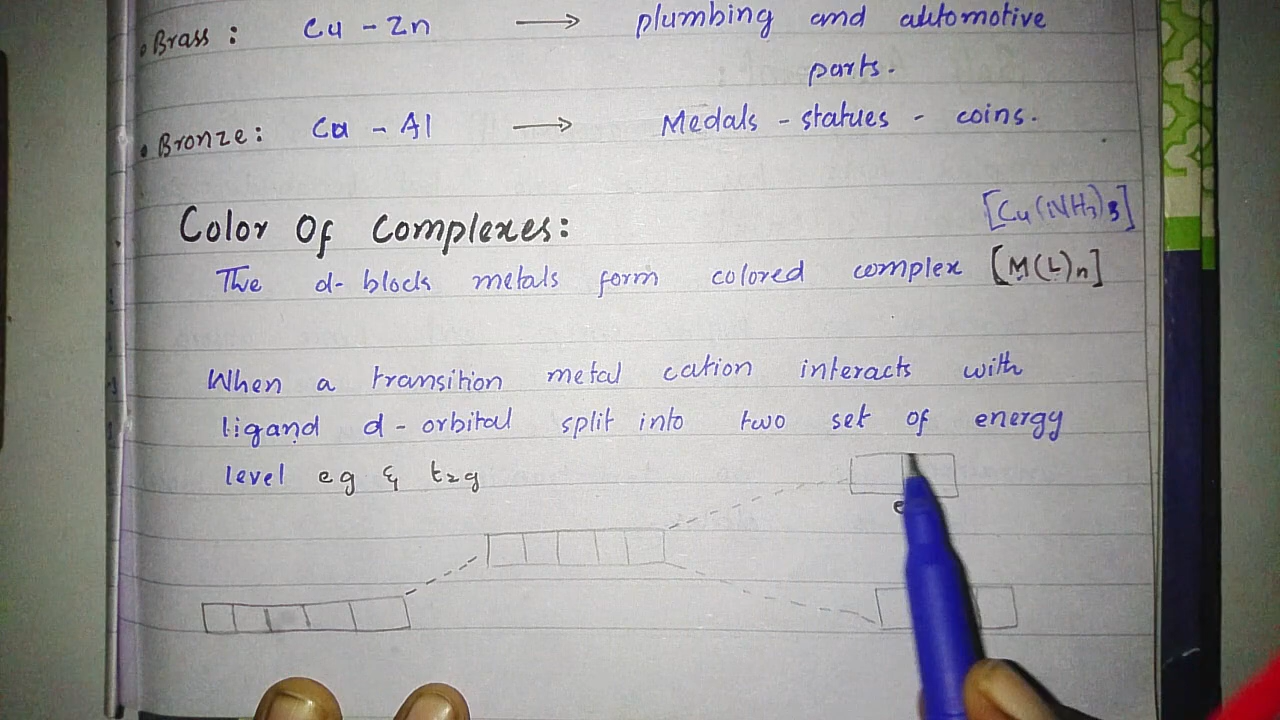 • Brass : Cu - Zn → plumbing and automotive
parts.
• Bronze : Cu - Al → Medals - statues - coins.
Color Of Complexes : [Cu(NH3)3]
The d-block metals form colored complex [M(L)n]
When a transition metal cation interacts with
ligand d-orbital split into two set of energy
level eg & t2g
e